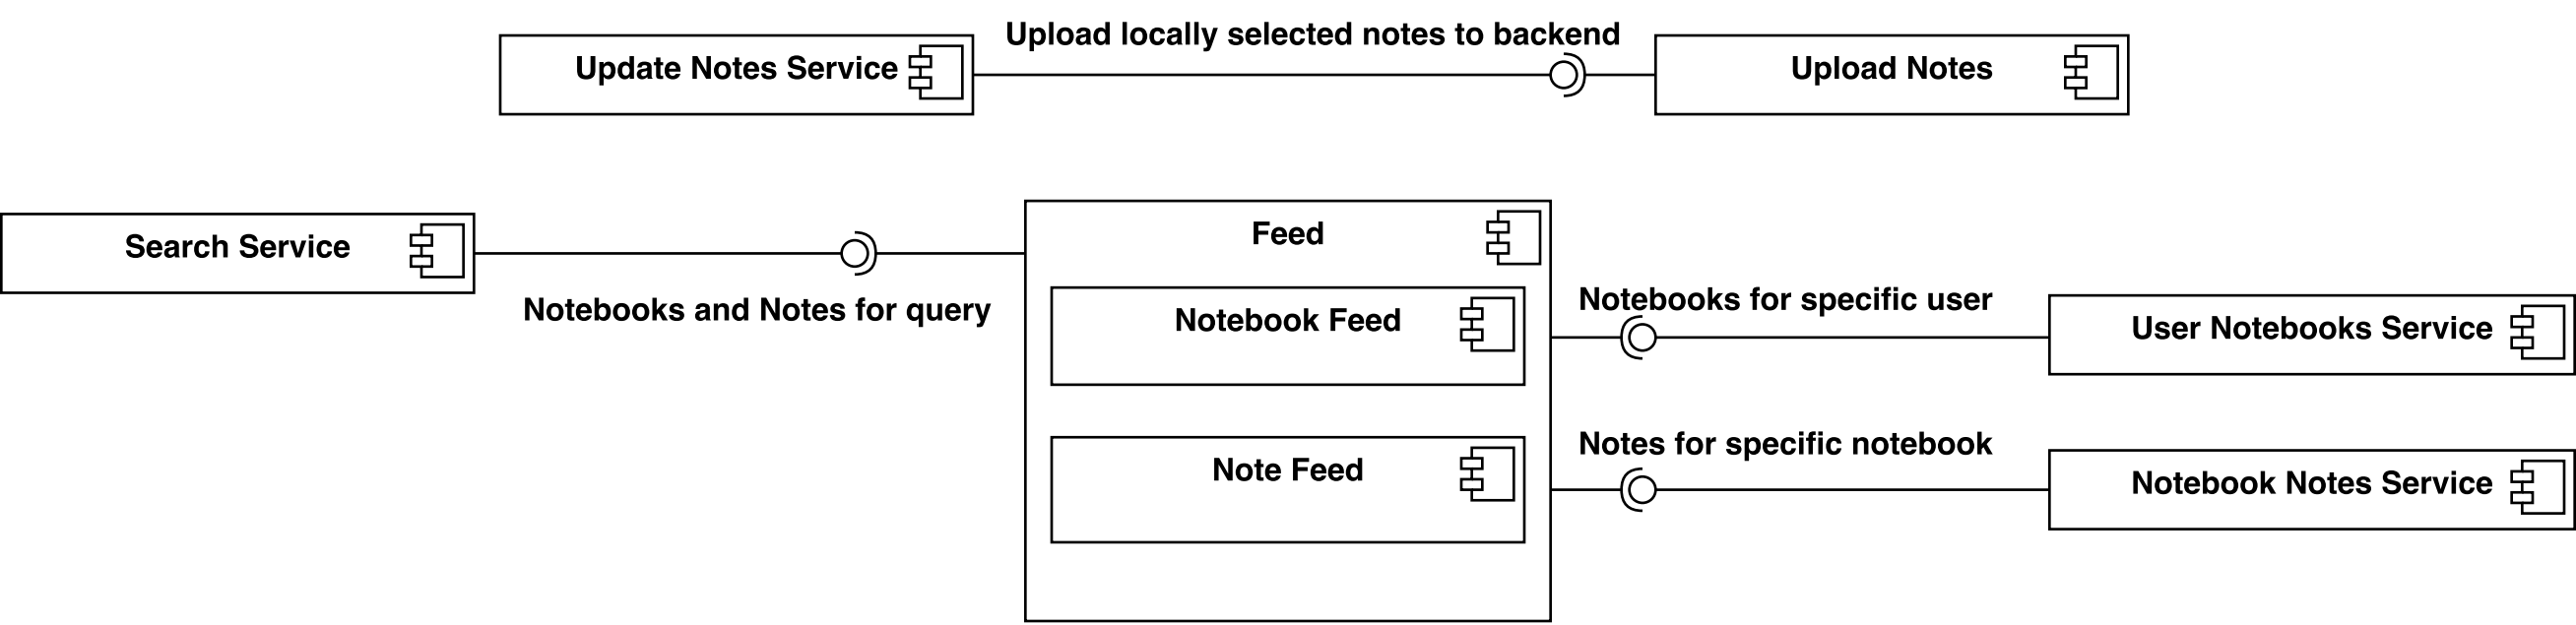 Upload locally selected notes to backend
Update Notes Service
Upload Notes
Search Service
Feed
Notebooks and Notes for query
Notebook Feed
Notebooks for specific user
User Notebooks Service
Note Feed
Notes for specific notebook
Notebook Notes Service